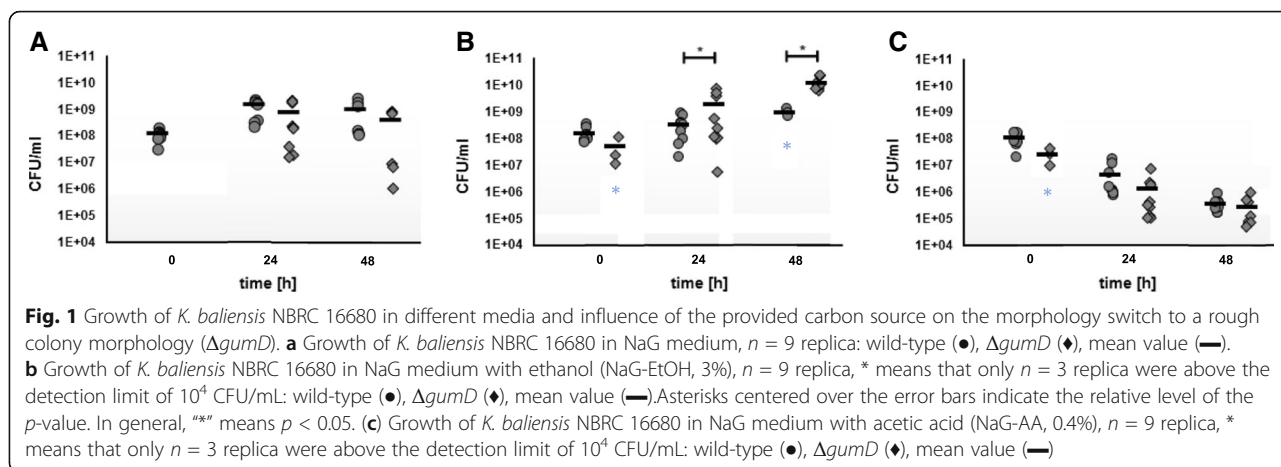 A
B
C
1E+11
1E+10
1E+09
1E+08
1E+07
1E+06
1E+05
1E+04
CFU/ml
0
24
48
time [h]
1E+11
1E+10
1E+09
1E+08
1E+07
1E+06
1E+05
1E+04
CFU/ml
*
*
*
*
0
24
48
time [h]
1E+11
1E+10
1E+09
1E+08
1E+07
1E+06
1E+05
1E+04
CFU/ml
*
0
24
48
time [h]
Fig. 1 Growth of K. baliensis NBRC 16680 in different media and influence of the provided carbon source on the morphology switch to a rough
colony morphology (ΔgumD). a Growth of K. baliensis NBRC 16680 in NaG medium, n = 9 replica: wild-type (●), ΔgumD (♦), mean value (—).
b Growth of K. baliensis NBRC 16680 in NaG medium with ethanol (NaG-EtOH, 3%), n = 9 replica, * means that only n = 3 replica were above the
detection limit of 10⁴ CFU/mL: wild-type (●), ΔgumD (♦), mean value (—).Asterisks centered over the error bars indicate the relative level of the
p-value. In general, “*” means p < 0.05. (c) Growth of K. baliensis NBRC 16680 in NaG medium with acetic acid (NaG-AA, 0.4%), n = 9 replica, *
means that only n = 3 replica were above the detection limit of 10⁴ CFU/mL: wild-type (●), ΔgumD (♦), mean value (—)